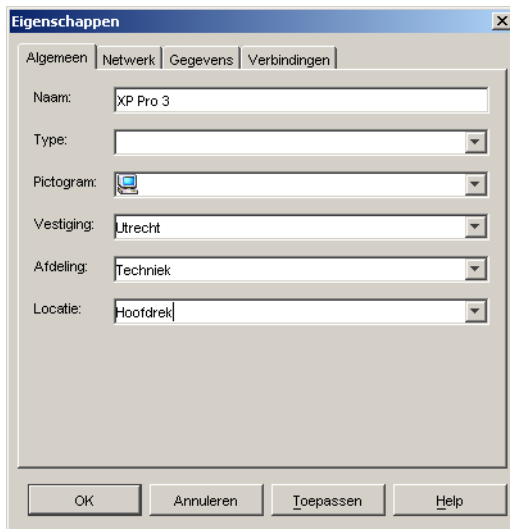 Eigenschappen
Algemeen Netwerk Gegevens Verbindingen
Naam: XP Pro 3
Type:
Pictogram:
Vestiging: Utrecht
Afdeling: Techniek
Locatie: Hoofdrek
OK Annuleren Toepassen Help